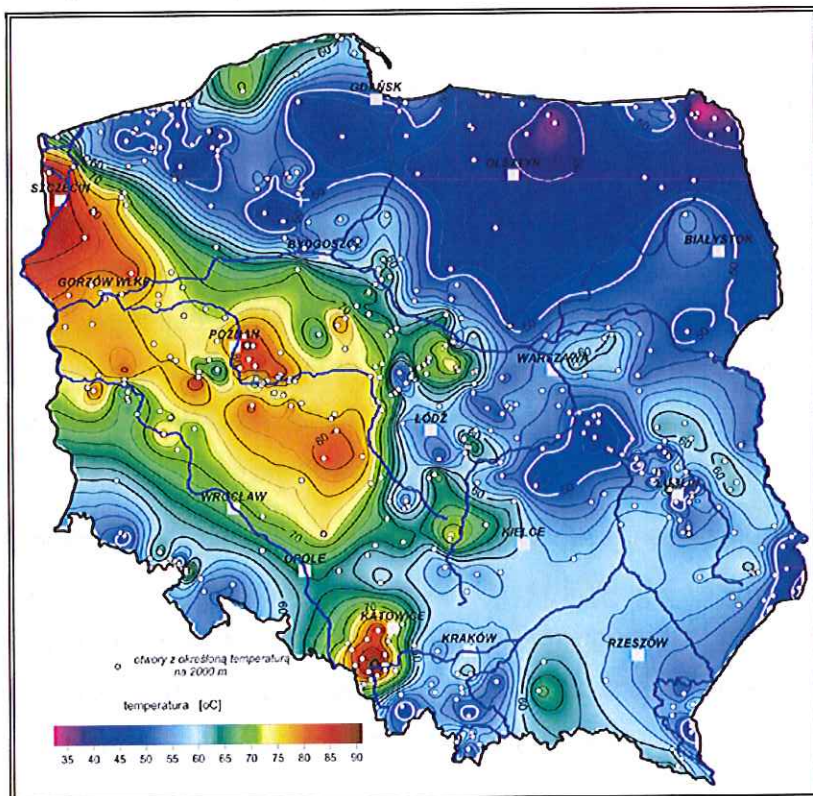 GDAŃSK
OLSZTYN
SZCZECIN
BIAŁYSTOK
BYDGOSZCZ
GORZÓW WLKP
POZNAŃ
WARSZAWA
ŁÓDŹ
LUBLIN
WROCŁAW
KIELCE
OPOLE
KATOWICE
KRAKÓW
RZESZÓW
otwory z określoną temperaturą
na 2000 m
temperatura [oC]
35 40 45 50 55 60 65 70 75 80 85 90